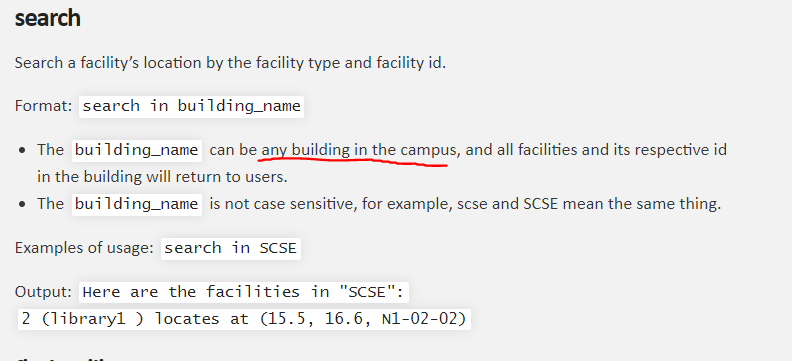 search
Search a facility’s location by the facility type and facility id.
Format: search in building_name
• The building_name can be any building in the campus, and all facilities and its respective id
in the building will return to users.
• The building_name is not case sensitive, for example, scse and SCSE mean the same thing.
Examples of usage: search in SCSE
Output: Here are the facilities in "SCSE":
2 (library1 ) locates at (15.5, 16.6, N1-02-02)